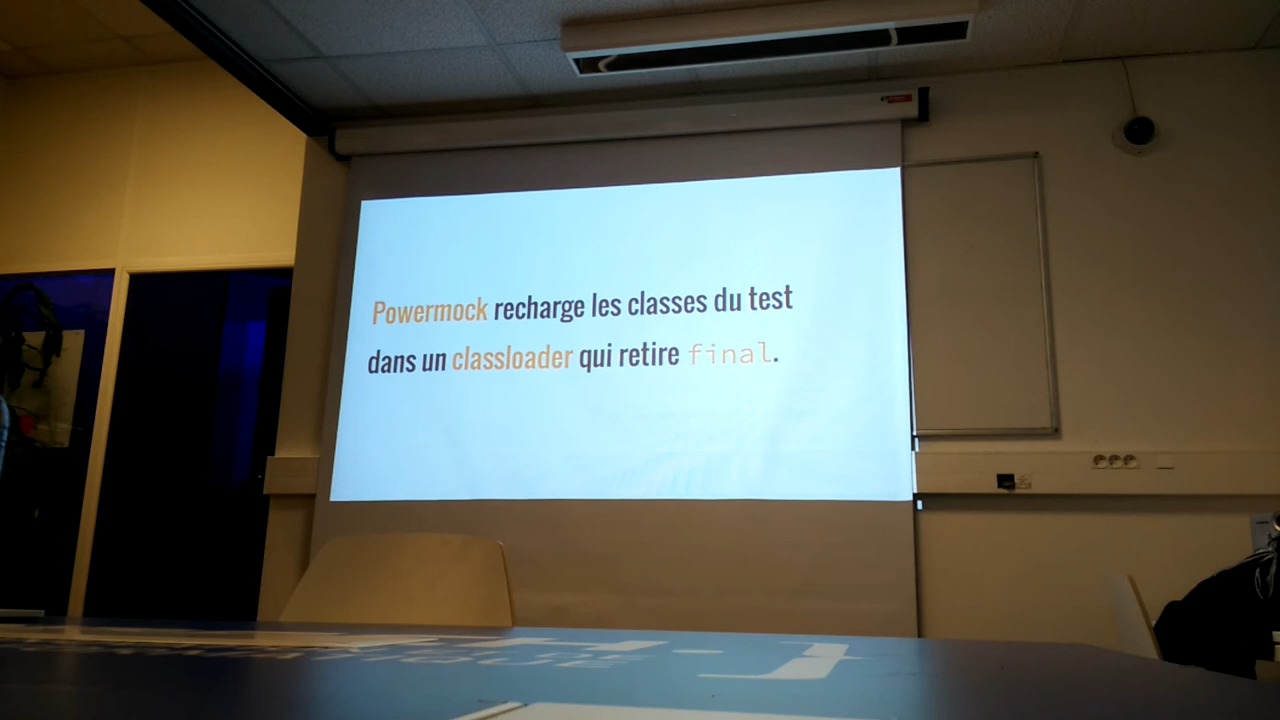 Powermock recharge les classes du test
dans un classloader qui retire final.